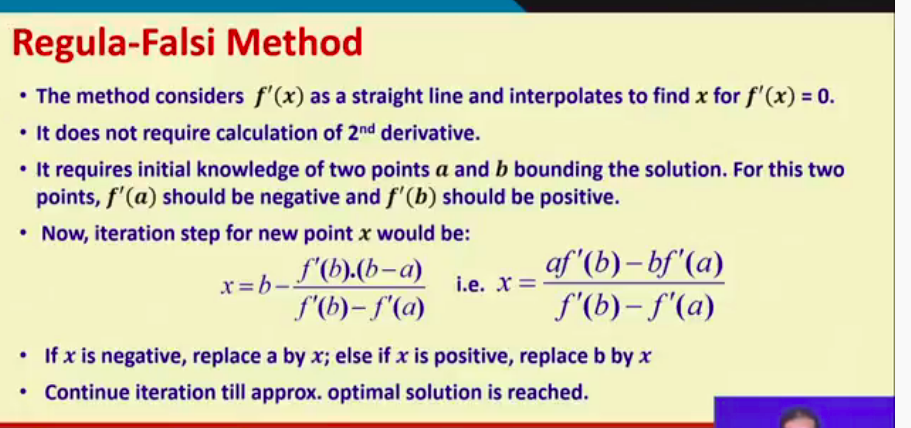 Regula-Falsi Method
• The method considers f'(x) as a straight line and interpolates to find x for f'(x) = 0.
• It does not require calculation of 2nd derivative.
• It requires initial knowledge of two points a and b bounding the solution. For this two
points, f'(a) should be negative and f'(b) should be positive.
• Now, iteration step for new point x would be:
x = b - f'(b).(b-a) / f'(b) - f'(a) i.e. x = af'(b) - bf'(a) / f'(b) - f'(a)
• If x is negative, replace a by x; else if x is positive, replace b by x
• Continue iteration till approx. optimal solution is reached.